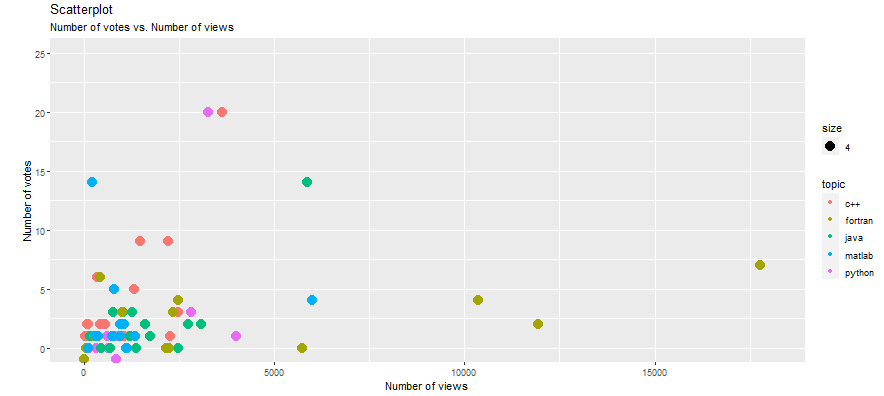 Scatterplot
Number of votes vs. Number of views
25
20
15
10
5
0
Number of votes
0
5000
10000
15000
Number of views
size
4
topic
c++
fortran
java
matlab
python